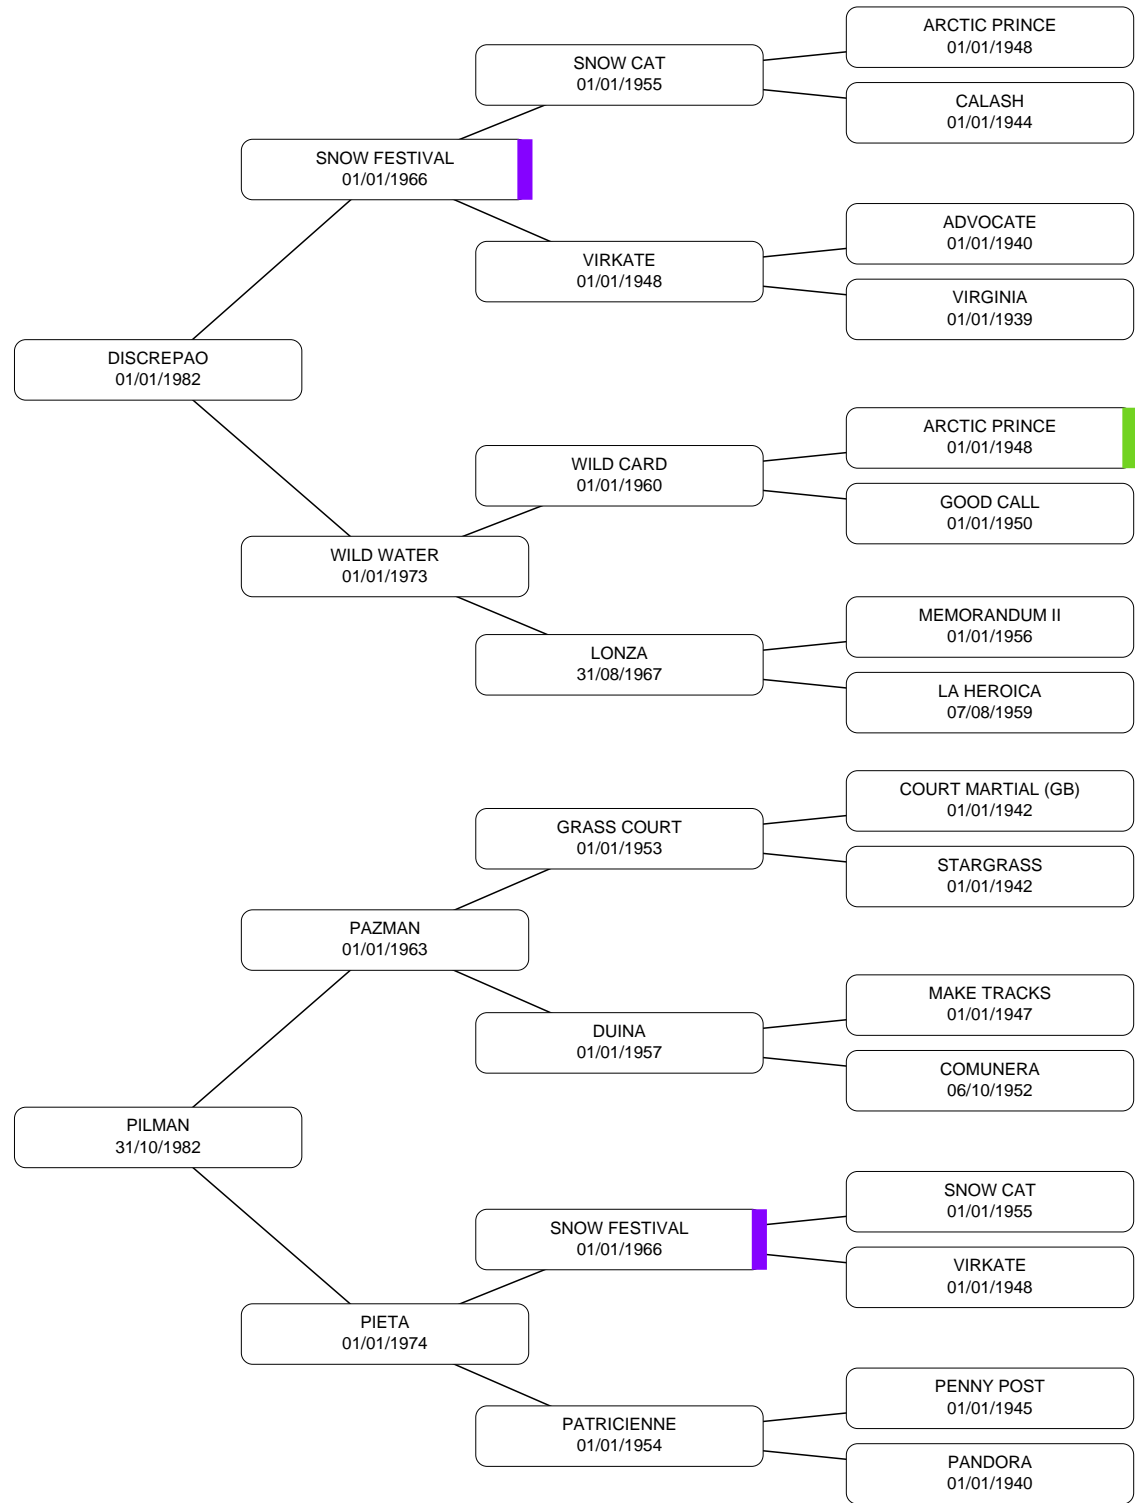 ARCTIC PRINCE
01/01/1948
SNOW CAT
01/01/1955
CALASH
01/01/1944
SNOW FESTIVAL
01/01/1966
ADVOCATE
01/01/1940
VIRKATE
01/01/1948
VIRGINIA
01/01/1939
DISCREPAO
01/01/1982
ARCTIC PRINCE
01/01/1948
WILD CARD
01/01/1960
GOOD CALL
01/01/1950
WILD WATER
01/01/1973
MEMORANDUM II
01/01/1956
LONZA
31/08/1967
LA HEROICA
07/08/1959
COURT MARTIAL (GB)
01/01/1942
GRASS COURT
01/01/1953
STARGRASS
01/01/1942
PAZMAN
01/01/1963
MAKE TRACKS
01/01/1947
DUINA
01/01/1957
COMUNERA
06/10/1952
PILMAN
31/10/1982
SNOW CAT
01/01/1955
SNOW FESTIVAL
01/01/1966
VIRKATE
01/01/1948
PIETA
01/01/1974
PENNY POST
01/01/1945
PATRICIENNE
01/01/1954
PANDORA
01/01/1940